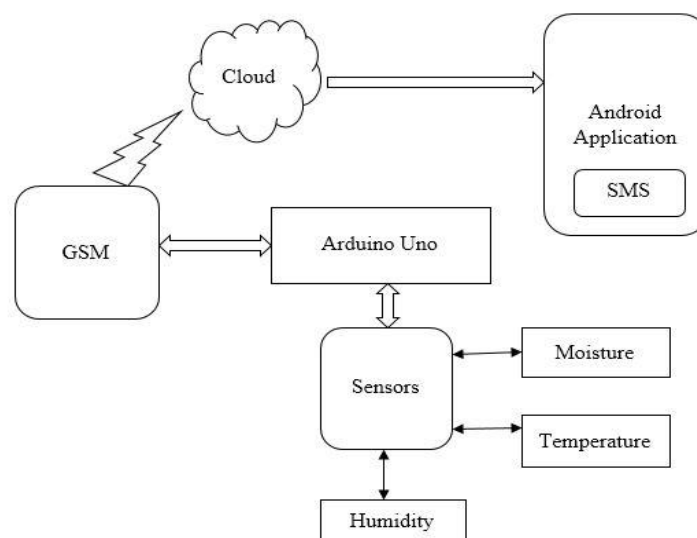 Cloud
Android
Application
SMS
GSM
Arduino Uno
Sensors
Moisture
Temperature
Humidity